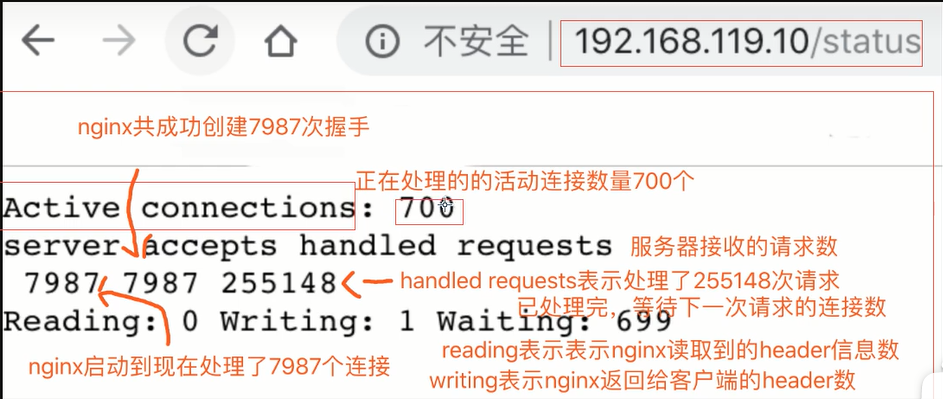 不安全 192.168.119.10/status
nginx共成功创建7987次握手
正在处理的的活动连接数量700个
Active connections: 700
server accepts handled requests 服务器接收的请求数
7987 7987 255148 handled requests表示处理了255148次请求
已处理完，等待下一次请求的连接数
Reading: 0 Writing: 1 Waiting: 699
reading表示表示nginx读取到的header信息数
nginx启动到现在处理了7987个连接
writing表示nginx返回给客户端的header数